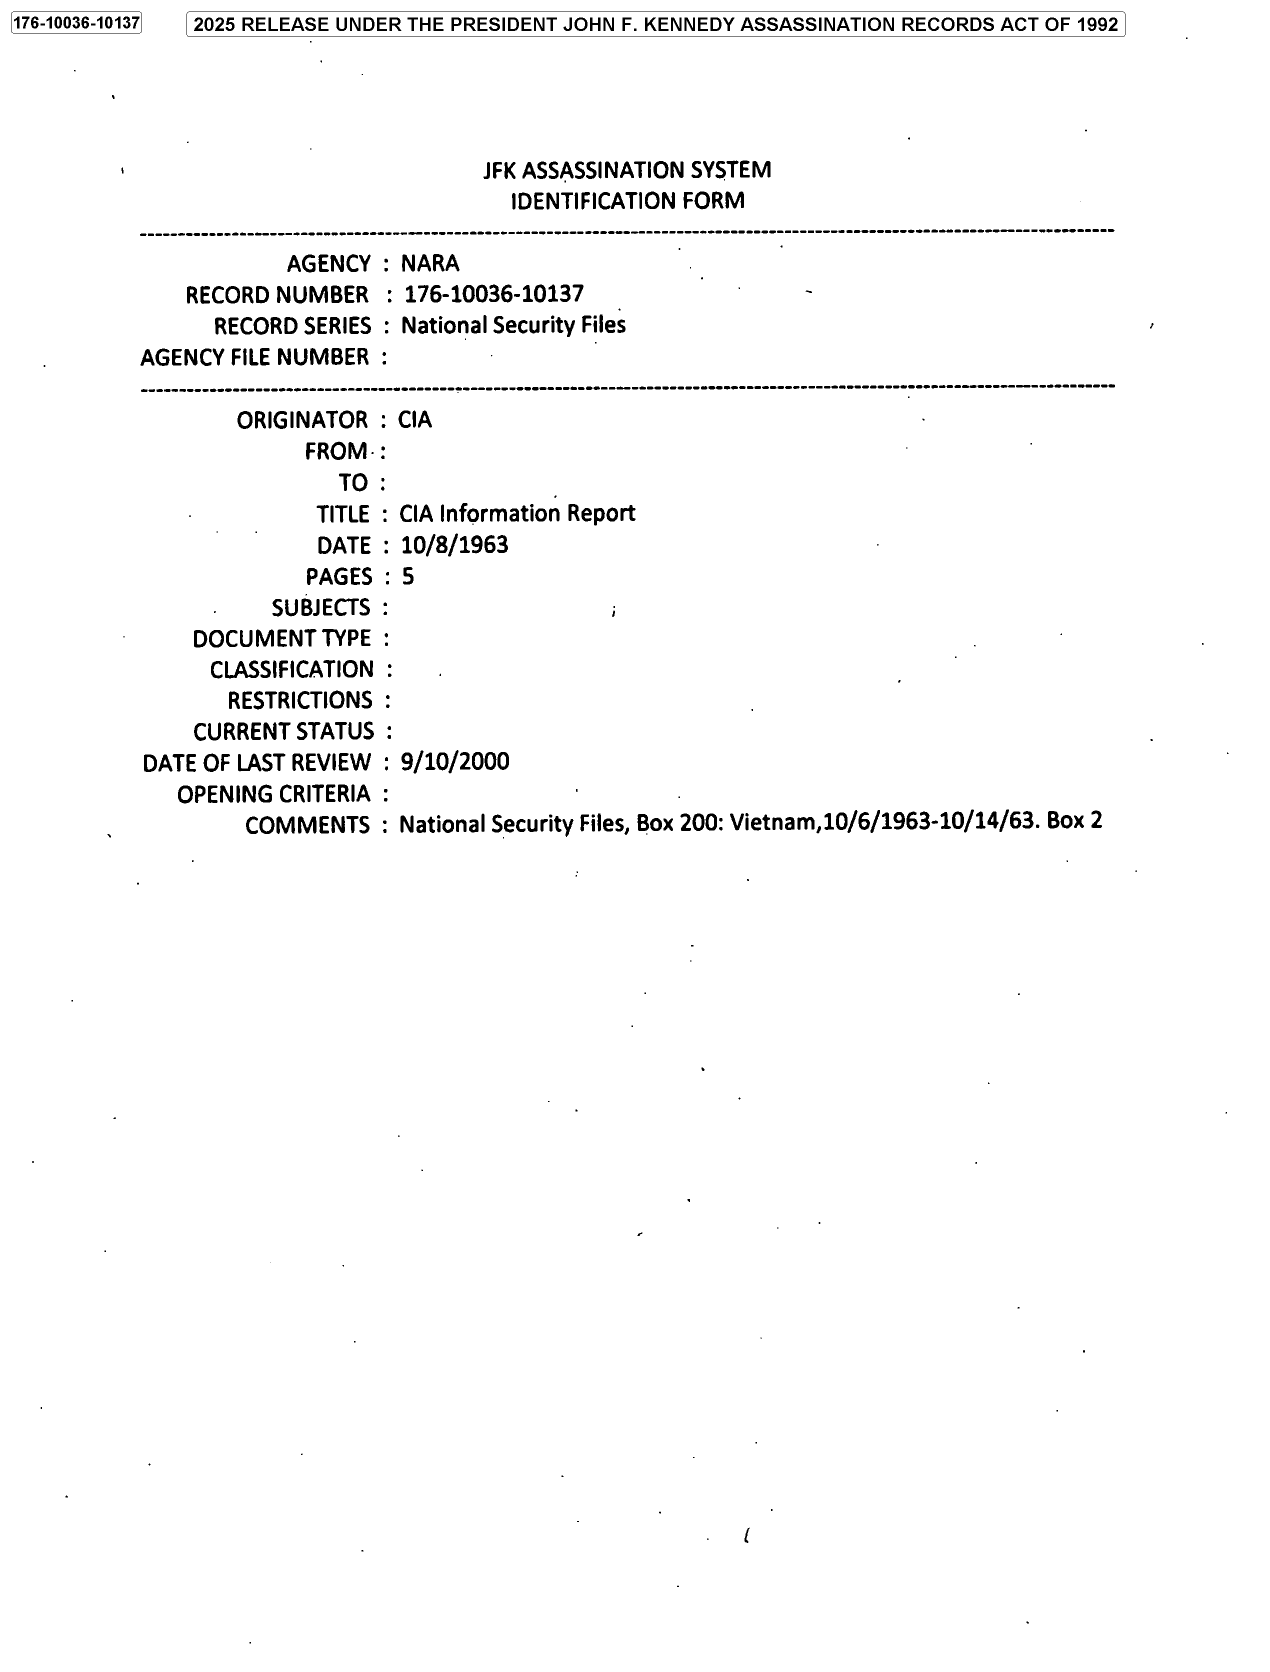 176-10036-10137
2025 RELEASE UNDER THE PRESIDENT JOHN F. KENNEDY ASSASSINATION RECORDS ACT OF 1992
JFK ASSASSINATION SYSTEM
IDENTIFICATION FORM
AGENCY : NARA
RECORD NUMBER : 176-10036-10137
RECORD SERIES : National Security Files
AGENCY FILE NUMBER :
ORIGINATOR : CIA
FROM :
TO :
TITLE : CIA Information Report
DATE : 10/8/1963
PAGES : 5
SUBJECTS :
DOCUMENT TYPE :
CLASSIFICATION :
RESTRICTIONS :
CURRENT STATUS :
DATE OF LAST REVIEW : 9/10/2000
OPENING CRITERIA :
COMMENTS : National Security Files, Box 200: Vietnam,10/6/1963-10/14/63. Box 2